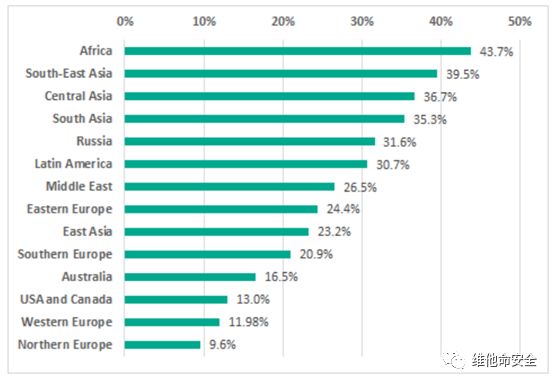 0% 10% 20% 30% 40% 50%
Africa 43.7%
South-East Asia 39.5%
Central Asia 36.7%
South Asia 35.3%
Russia 31.6%
Latin America 30.7%
Middle East 26.5%
Eastern Europe 24.4%
East Asia 23.2%
Southern Europe 20.9%
Australia 16.5%
USA and Canada 13.0%
Western Europe 11.98%
Northern Europe 9.6%
维他命安全